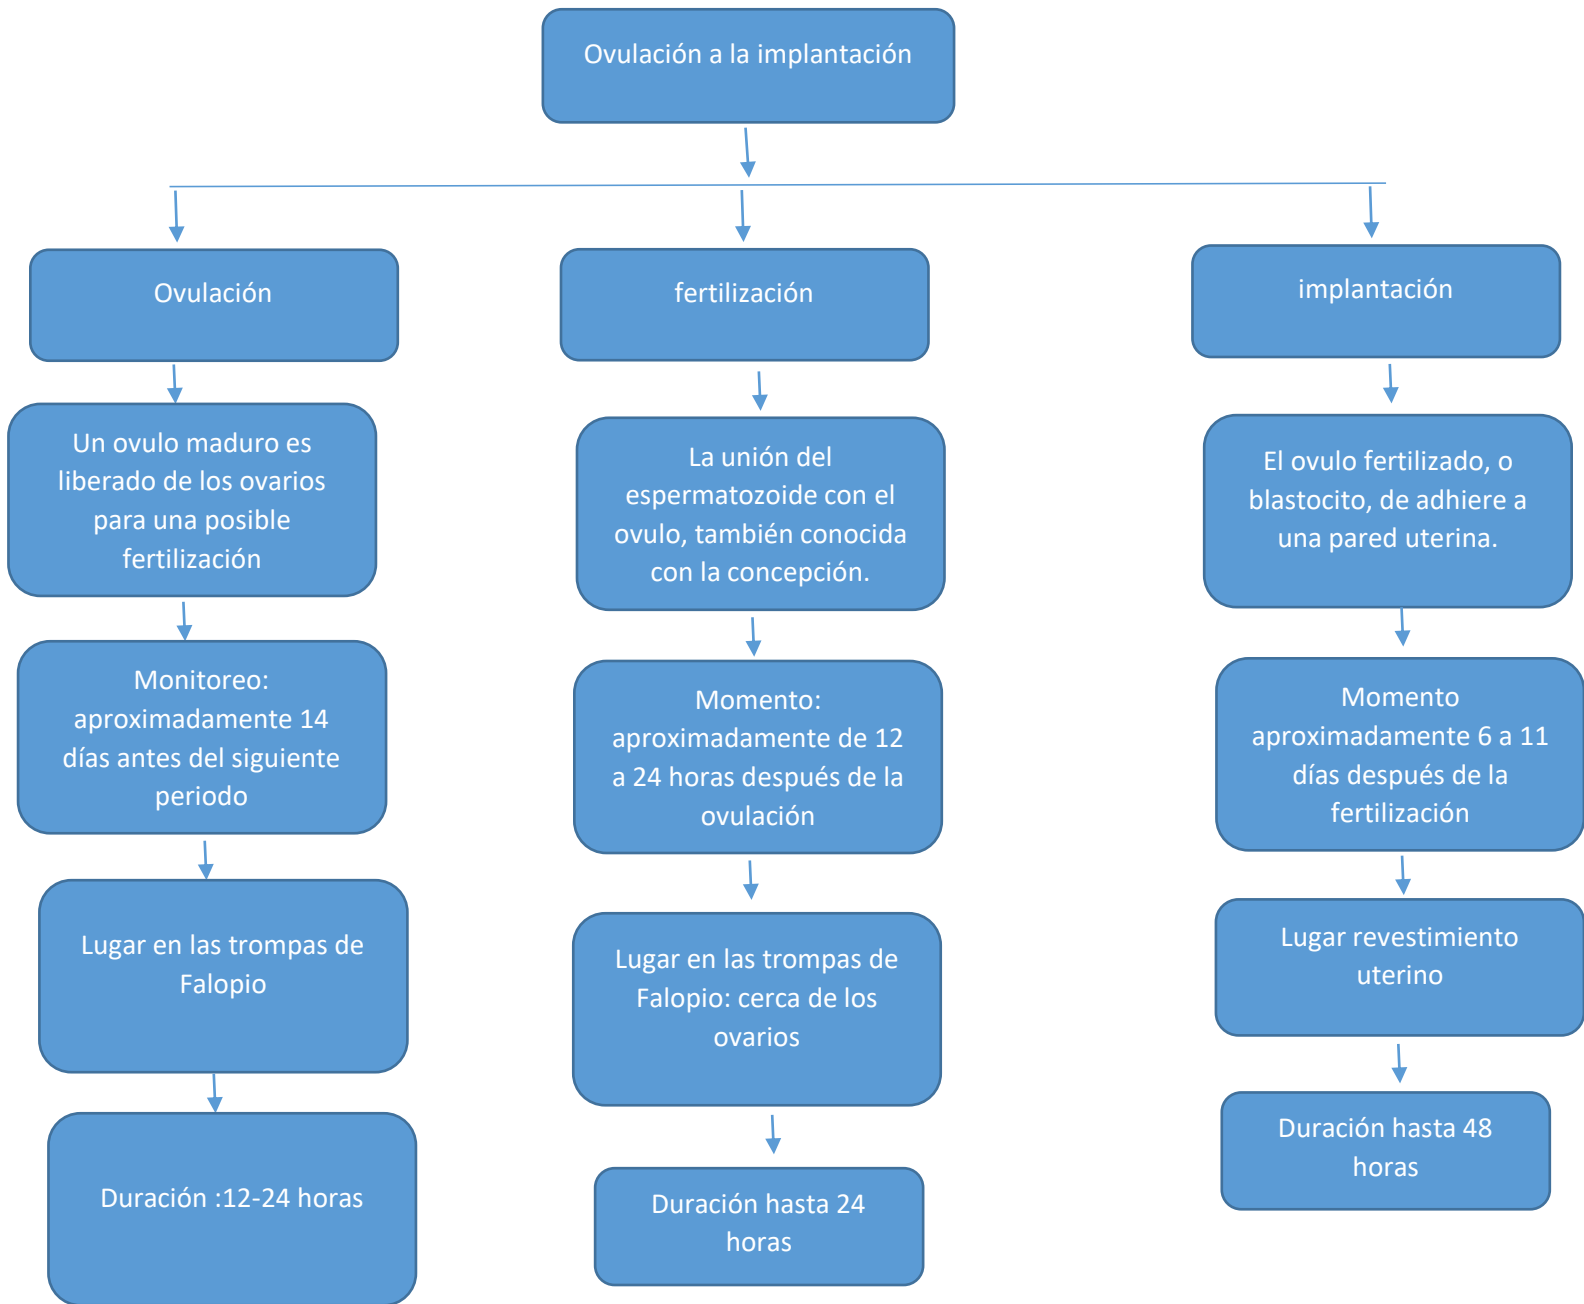 Ovulación a la implantación
Ovulación
Un ovulo maduro es
liberado de los ovarios
para una posible
fertilización
Monitoreo:
aproximadamente 14
días antes del siguiente
periodo
Lugar en las trompas de
Falopio
Duración :12-24 horas
fertilización
La unión del
espermatozoide con el
ovulo, también conocida
con la concepción.
Momento:
aproximadamente de 12
a 24 horas después de la
ovulación
Lugar en las trompas de
Falopio: cerca de los
ovarios
Duración hasta 24
horas
implantación
El ovulo fertilizado, o
blastocito, de adhiere a
una pared uterina.
Momento
aproximadamente 6 a 11
días después de la
fertilización
Lugar revestimiento
uterino
Duración hasta 48
horas